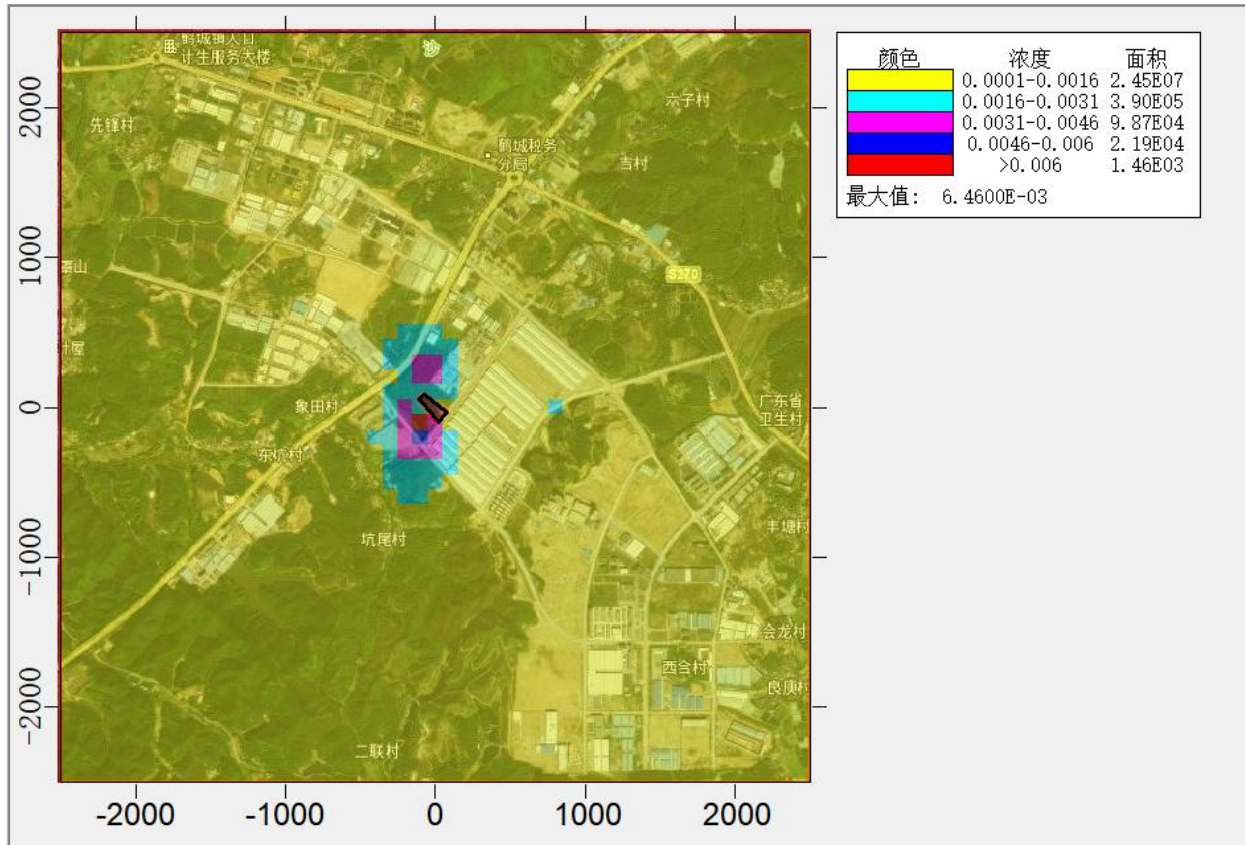 颜色 浓度 面积
0.0001-0.0016 2.45E07
0.0016-0.0031 3.90E05
0.0031-0.0046 9.87E04
0.0046-0.006 2.19E04
>0.006 1.46E03
最大值: 6.4600E-03
鹤城镇人口
计生服务大楼
沙
六子村
先锋村
鹤城税务
分局
吉村
S270
象田村
广东省
卫生村
东坑村
丰塘村
坑尾村
会龙村
西含村
良庚村
二联村
2000
1000
0
-1000
-2000
-2000 -1000 0 1000 2000